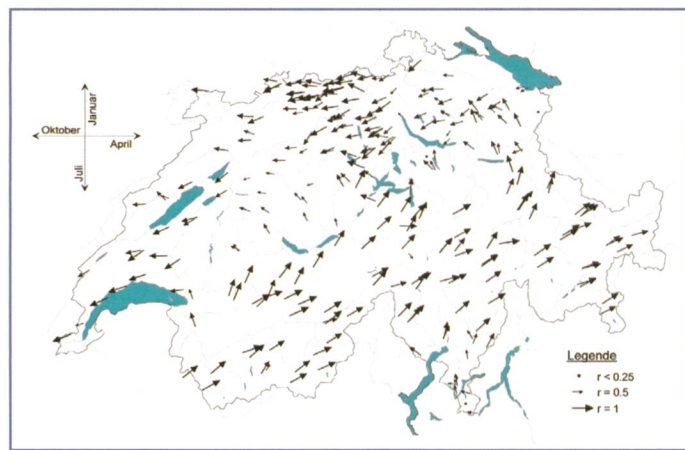 Januar
Oktober
April
Juli
Legende
r < 0.25
r = 0.5
r = 1